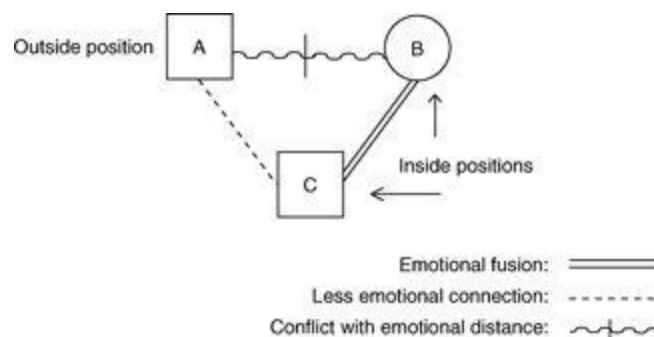 Outside position
A
B
C
Inside positions
Emotional fusion:
Less emotional connection:
Conflict with emotional distance: